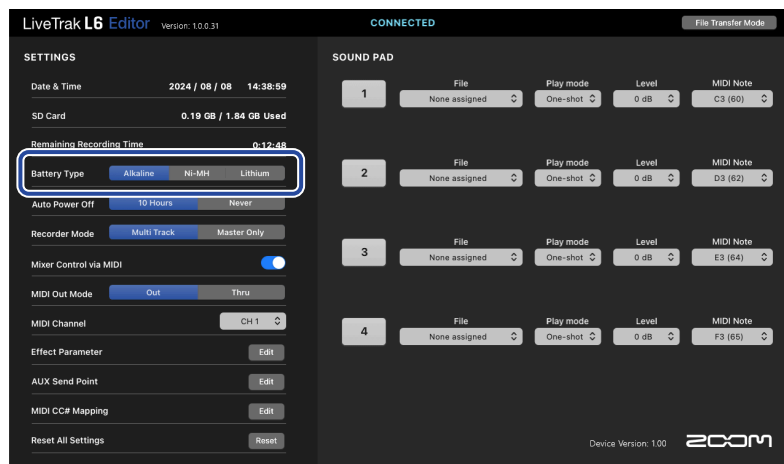 LiveTrak L6 Editor Version: 1.0.0.31 CONNECTED File Transfer Mode
SETTINGS
Date & Time 2024 / 08 / 08 14:38:59
SD Card 0.19 GB / 1.84 GB Used
Remaining Recording Time 0:12:48
Battery Type Alkaline Ni-MH Lithium
Auto Power Off 10 Hours Never
Recorder Mode Multi Track Master Only
Mixer Control via MIDI
MIDI Out Mode Out Thru
MIDI Channel CH 1
Effect Parameter Edit
AUX Send Point Edit
MIDI CC# Mapping Edit
Reset All Settings Reset
SOUND PAD
File Play mode Level MIDI Note
1 None assigned One-shot 0 dB C3 (60)
File Play mode Level MIDI Note
2 None assigned One-shot 0 dB D3 (62)
File Play mode Level MIDI Note
3 None assigned One-shot 0 dB E3 (64)
File Play mode Level MIDI Note
4 None assigned One-shot 0 dB F3 (65)
Device Version: 1.00 ZOOM